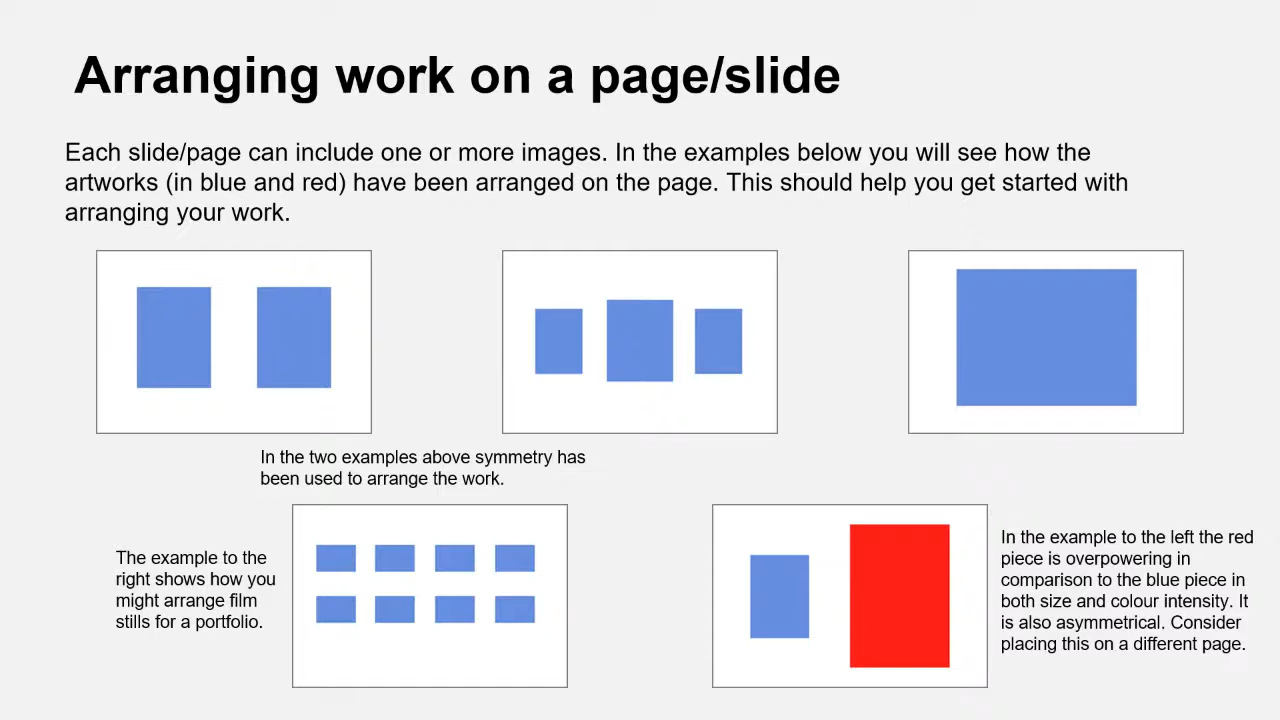 Arranging work on a page/slide
Each slide/page can include one or more images. In the examples below you will see how the
artworks (in blue and red) have been arranged on the page. This should help you get started with
arranging your work.
In the two examples above symmetry has
been used to arrange the work.
The example to the
right shows how you
might arrange film
stills for a portfolio.
In the example to the left the red
piece is overpowering in
comparison to the blue piece in
both size and colour intensity. It
is also asymmetrical. Consider
placing this on a different page.